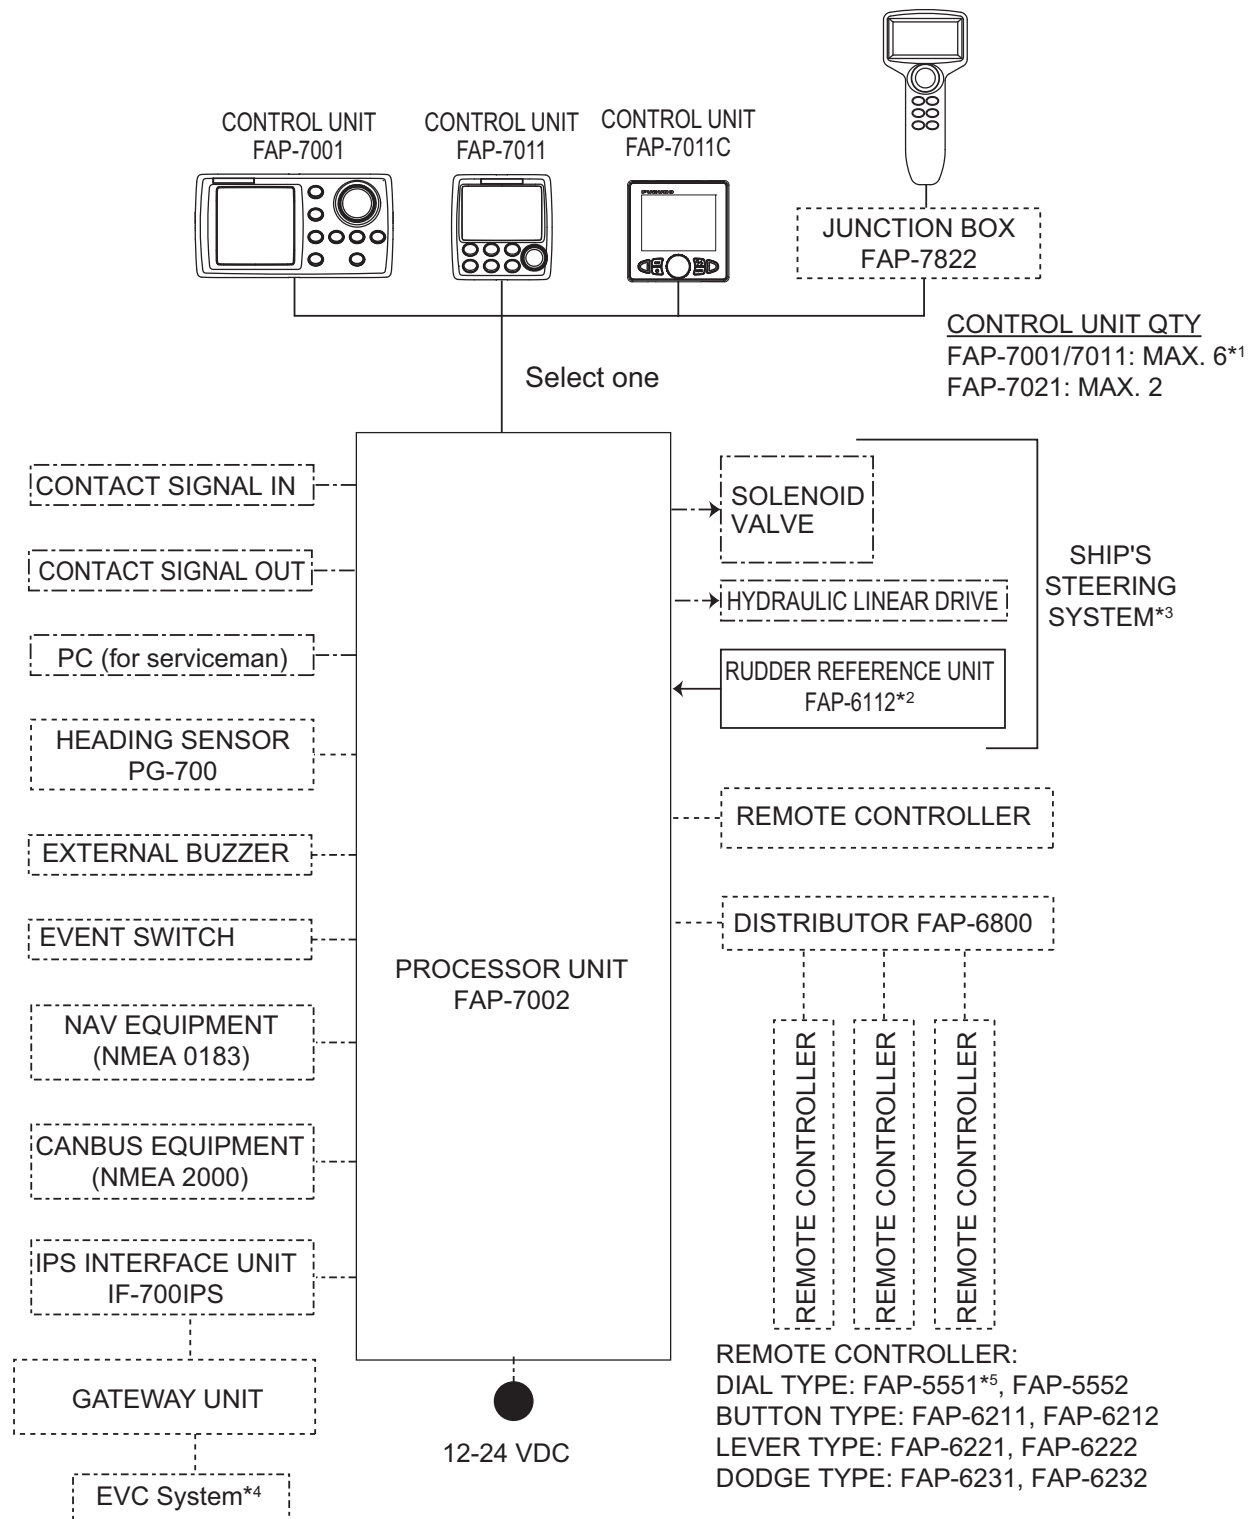 CONTROL UNIT
FAP-7001
CONTROL UNIT
FAP-7011
CONTROL UNIT
FAP-7011C
FURUNO
JUNCTION BOX
FAP-7822
CONTROL UNIT QTY
FAP-7001/7011: MAX. 6*1
FAP-7021: MAX. 2
Select one
CONTACT SIGNAL IN
CONTACT SIGNAL OUT
PC (for serviceman)
HEADING SENSOR
PG-700
EXTERNAL BUZZER
EVENT SWITCH
NAV EQUIPMENT
(NMEA 0183)
CANBUS EQUIPMENT
(NMEA 2000)
IPS INTERFACE UNIT
IF-700IPS
GATEWAY UNIT
EVC System*4
PROCESSOR UNIT
FAP-7002
12-24 VDC
SOLENOID
VALVE
HYDRAULIC LINEAR DRIVE
RUDDER REFERENCE UNIT
FAP-6112*2
SHIP'S
STEERING
SYSTEM*3
REMOTE CONTROLLER
DISTRIBUTOR FAP-6800
REMOTE CONTROLLER
REMOTE CONTROLLER
REMOTE CONTROLLER
REMOTE CONTROLLER:
DIAL TYPE: FAP-5551*5, FAP-5552
BUTTON TYPE: FAP-6211, FAP-6212
LEVER TYPE: FAP-6221, FAP-6222
DODGE TYPE: FAP-6231, FAP-6232